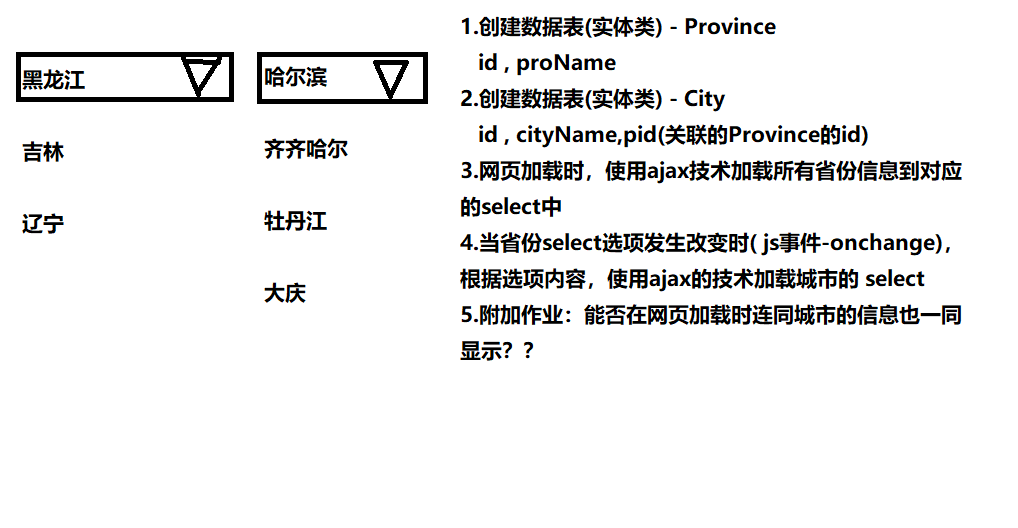 黑龙江
吉林
辽宁
哈尔滨
齐齐哈尔
牡丹江
大庆
1.创建数据表(实体类) - Province
id , proName
2.创建数据表(实体类) - City
id , cityName,pid(关联的Province的id)
3.网页加载时，使用ajax技术加载所有省份信息到对应
的select中
4.当省份select选项发生改变时( js事件-onchange)，
根据选项内容，使用ajax的技术加载城市的 select
5.附加作业：能否在网页加载时连同城市的信息也一同
显示？？